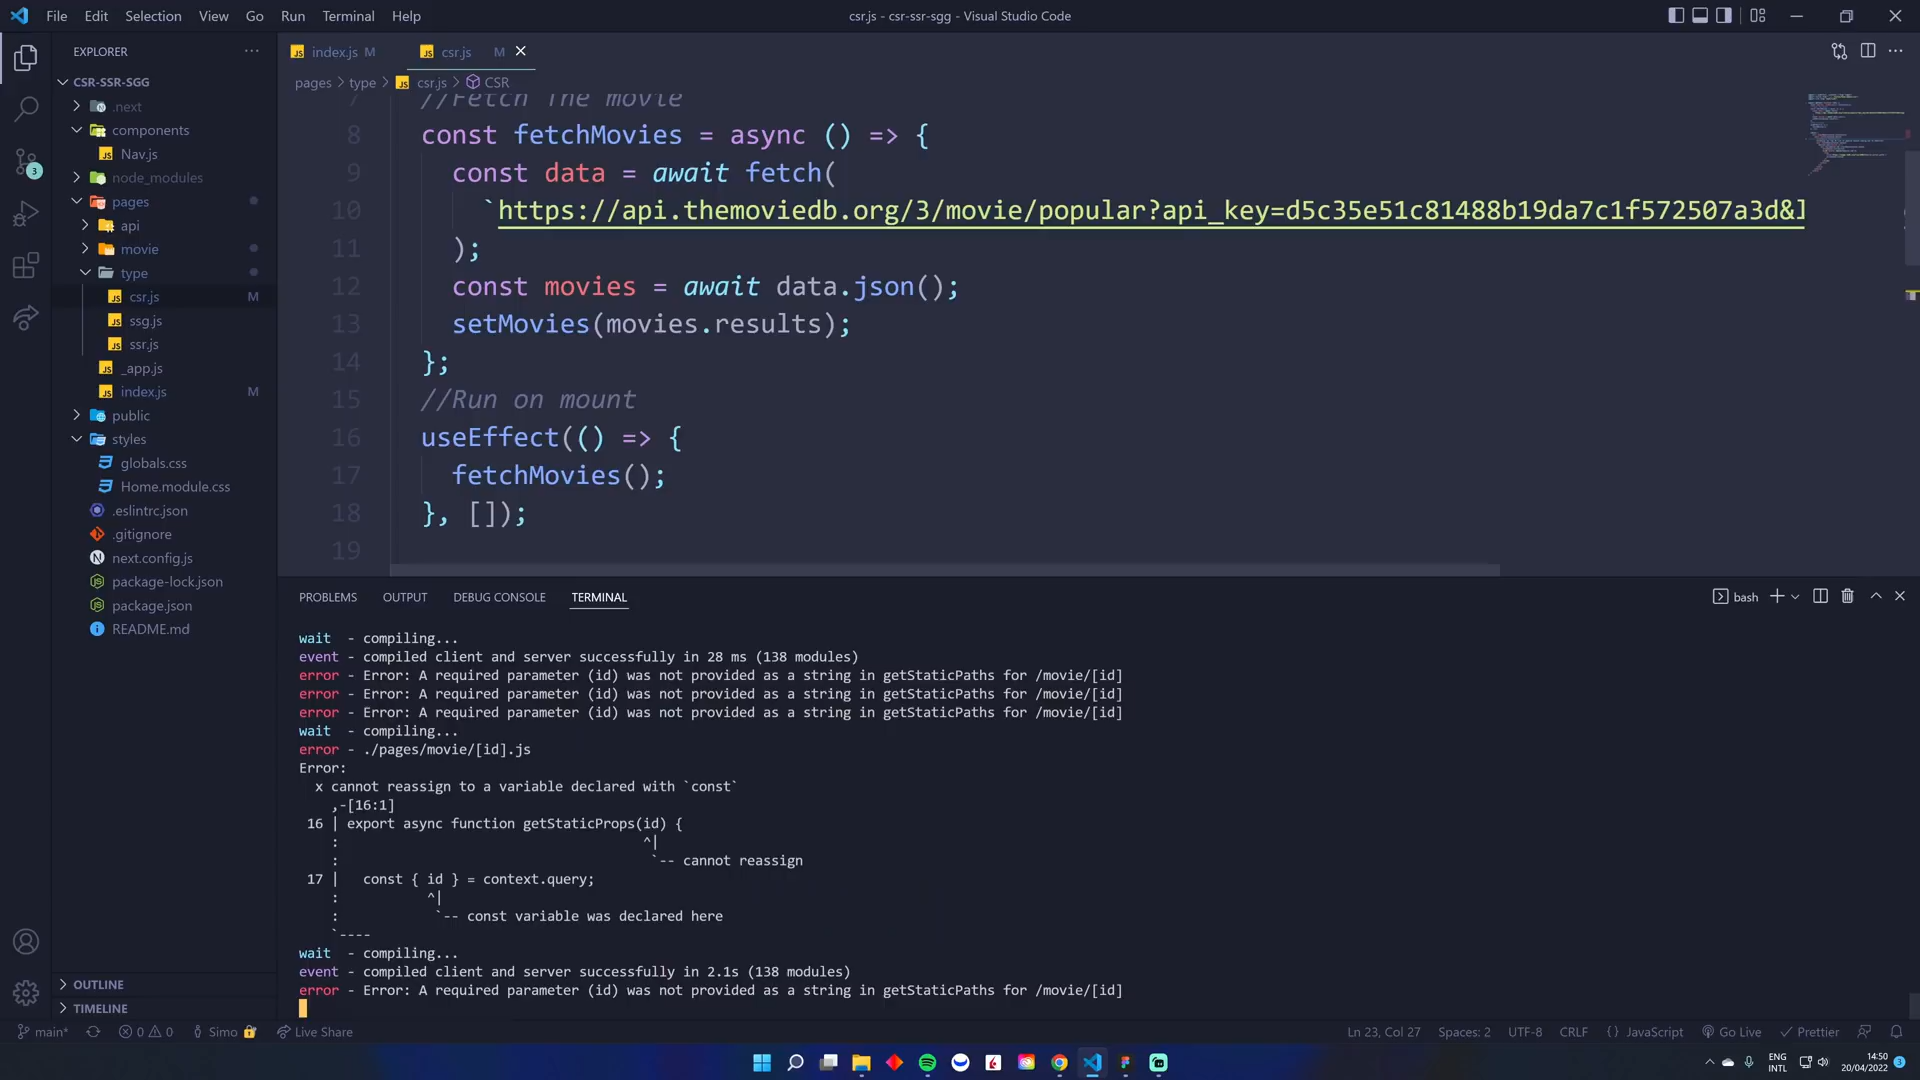 File Edit Selection View Go Run Terminal Help
csr.js - csr-ssr-sgg - Visual Studio Code
EXPLORER
CSR-SSR-SGG
.next
components
Nav.js
node_modules
pages
api
movie
type
csr.js M
ssg.js
ssr.js
_app.js
index.js M
public
styles
globals.css
Home.module.css
.eslintrc.json
.gitignore
next.config.js
package-lock.json
package.json
README.md
OUTLINE
TIMELINE
3
index.js M
csr.js M
pages > type > csr.js > CSR
7 //Fetch The movie
8 const fetchMovies = async () => {
9 const data = await fetch(
10 `https://api.themoviedb.org/3/movie/popular?api_key=d5c35e51c81488b19da7c1f572507a3d&l
11 );
12 const movies = await data.json();
13 setMovies(movies.results);
14 };
15 //Run on mount
16 useEffect(() => {
17 fetchMovies();
18 }, []);
19
PROBLEMS OUTPUT DEBUG CONSOLE TERMINAL
bash
wait - compiling...
event - compiled client and server successfully in 28 ms (138 modules)
error - Error: A required parameter (id) was not provided as a string in getStaticPaths for /movie/[id]
error - Error: A required parameter (id) was not provided as a string in getStaticPaths for /movie/[id]
error - Error: A required parameter (id) was not provided as a string in getStaticPaths for /movie/[id]
wait - compiling...
error - ./pages/movie/[id].js
Error:
x cannot reassign to a variable declared with `const`
,-[16:1]
16 | export async function getStaticProps(id) {
: ^|
: `-- cannot reassign
17 | const { id } = context.query;
: ^|
: `-- const variable was declared here
`----
wait - compiling...
event - compiled client and server successfully in 2.1s (138 modules)
error - Error: A required parameter (id) was not provided as a string in getStaticPaths for /movie/[id]
main* 0 0 Simo Live Share
Ln 23, Col 27 Spaces: 2 UTF-8 CRLF {} JavaScript Go Live Prettier
ENG
INTL
14:50
20/04/2022
3